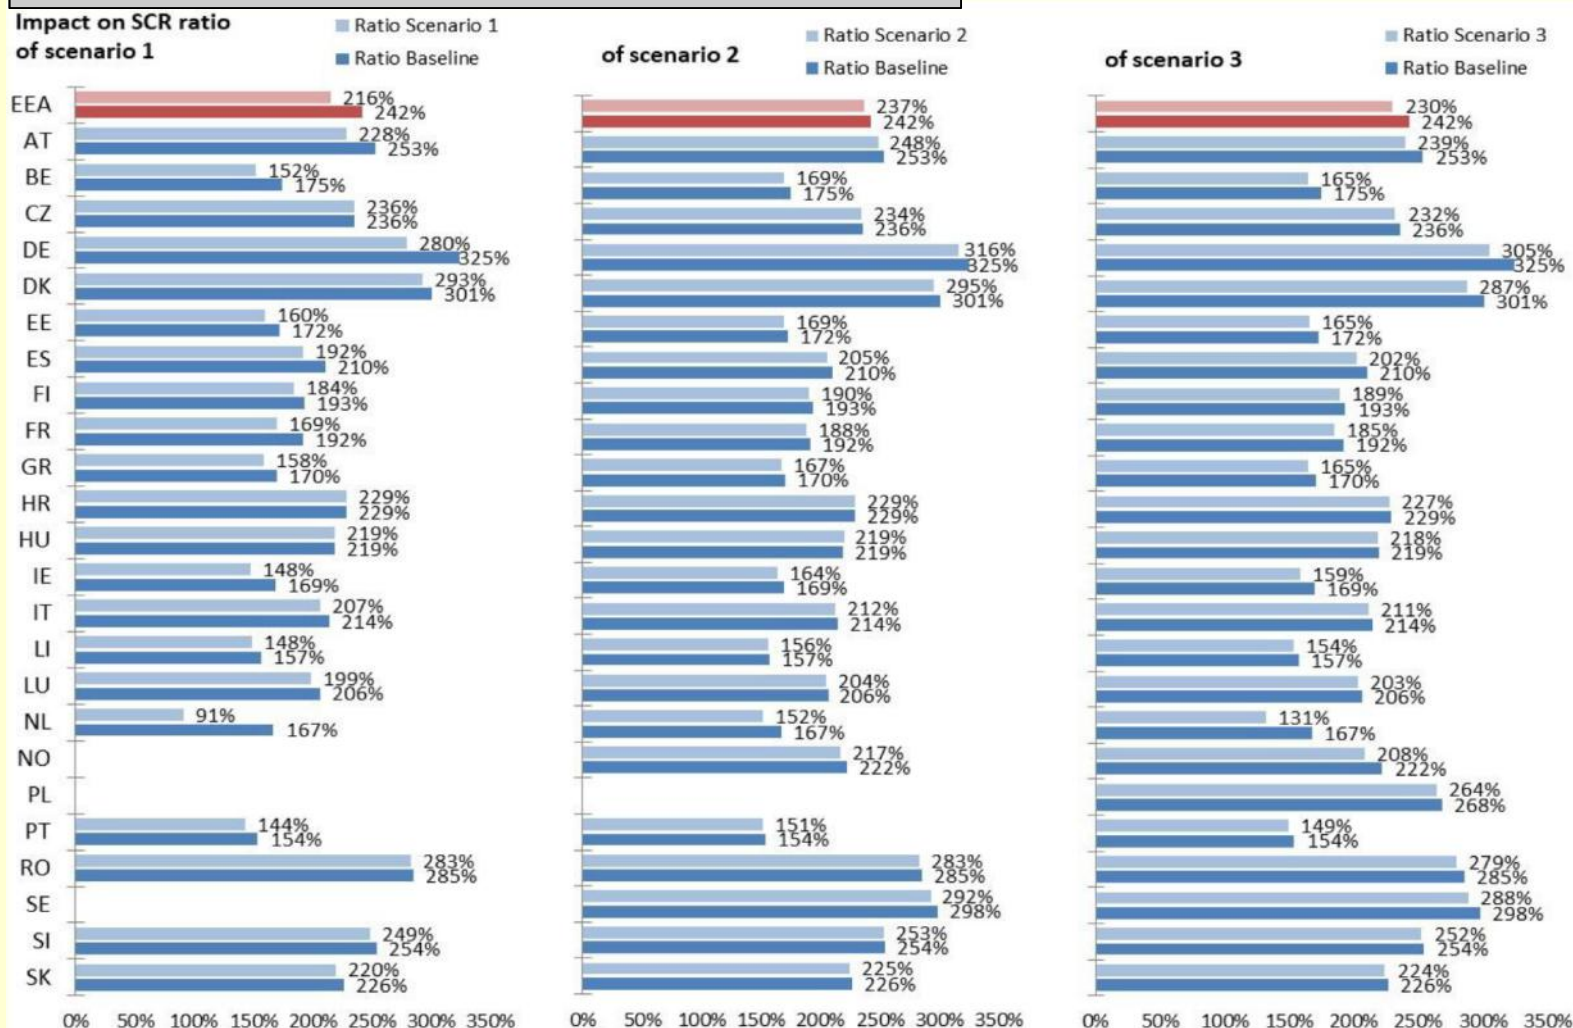 Impact on SCR ratio
of scenario 1
Ratio Scenario 1
Ratio Baseline
of scenario 2
Ratio Scenario 2
Ratio Baseline
of scenario 3
Ratio Scenario 3
Ratio Baseline
EEA 216% 237% 230%
242% 242% 242%
AT 228% 248% 239%
253% 253% 253%
BE 152% 169% 165%
175% 175% 175%
CZ 236% 234% 232%
236% 236% 236%
DE 280% 316% 305%
325% 325% 325%
DK 293% 295% 287%
301% 301% 301%
EE 160% 169% 165%
172% 172% 172%
ES 192% 205% 202%
210% 210% 210%
FI 184% 190% 189%
193% 193% 193%
FR 169% 188% 185%
192% 192% 192%
GR 158% 167% 165%
170% 170% 170%
HR 229% 229% 227%
229% 229% 229%
HU 219% 219% 218%
219% 219% 219%
IE 148% 164% 159%
169% 169% 169%
IT 207% 212% 211%
214% 214% 214%
LI 148% 156% 154%
157% 157% 157%
LU 199% 204% 203%
206% 206% 206%
NL 91% 152% 131%
167% 167% 167%
NO 217% 208%
222% 222%
PL 264%
268%
PT 144% 151% 149%
154% 154% 154%
RO 283% 283% 279%
285% 285% 285%
SE 292% 288%
298% 298%
SI 249% 253% 252%
254% 254% 254%
SK 220% 225% 224%
226% 226% 226%
0% 50% 100% 150% 200% 250% 300% 350%
0% 50% 100% 150% 200% 250% 300% 350%
0% 50% 100% 150% 200% 250% 300% 350%